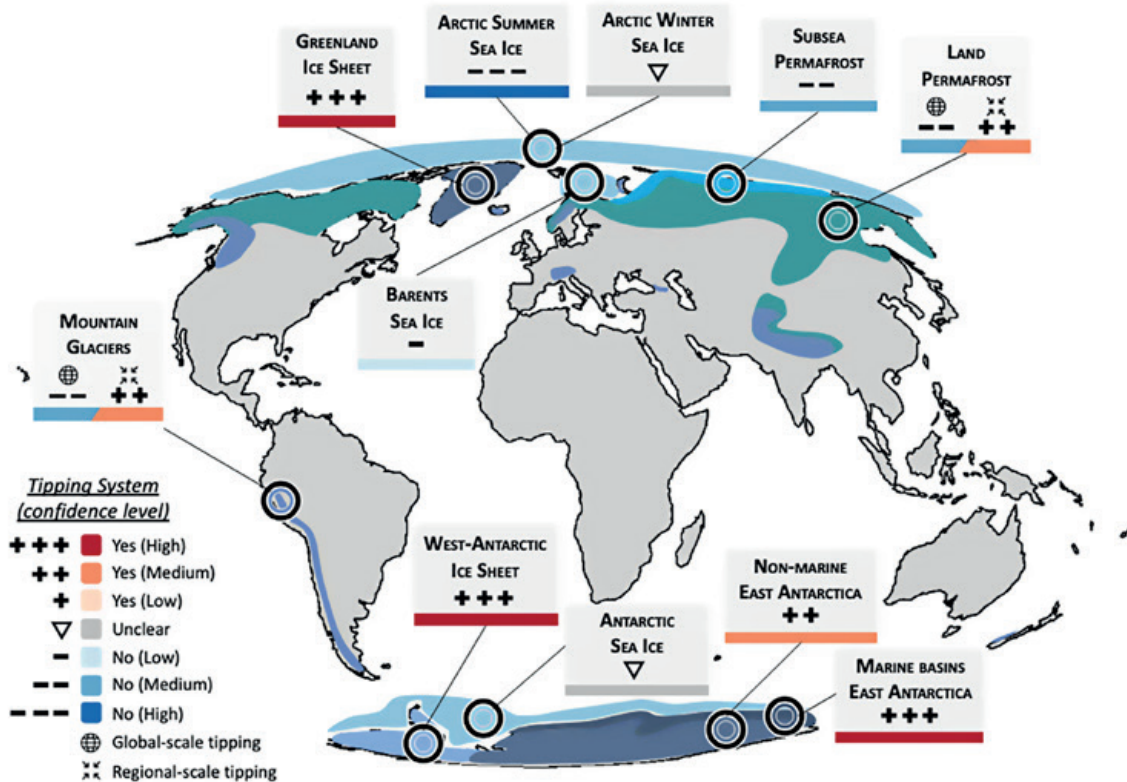 Greenland
Ice Sheet
+++
Arctic Summer
Sea Ice
---
Arctic Winter
Sea Ice
▽
Subsea
Permafrost
--
Land
Permafrost
-- ++
Barents
Sea Ice
-
Mountain
Glaciers
-- ++
Tipping System
(confidence level)
+++ Yes (High)
++ Yes (Medium)
+ Yes (Low)
▽ Unclear
- No (Low)
-- No (Medium)
--- No (High)
Global-scale tipping
Regional-scale tipping
West-Antarctic
Ice Sheet
+++
Antarctic
Sea Ice
▽
Non-marine
East Antarctica
++
Marine basins
East Antarctica
+++